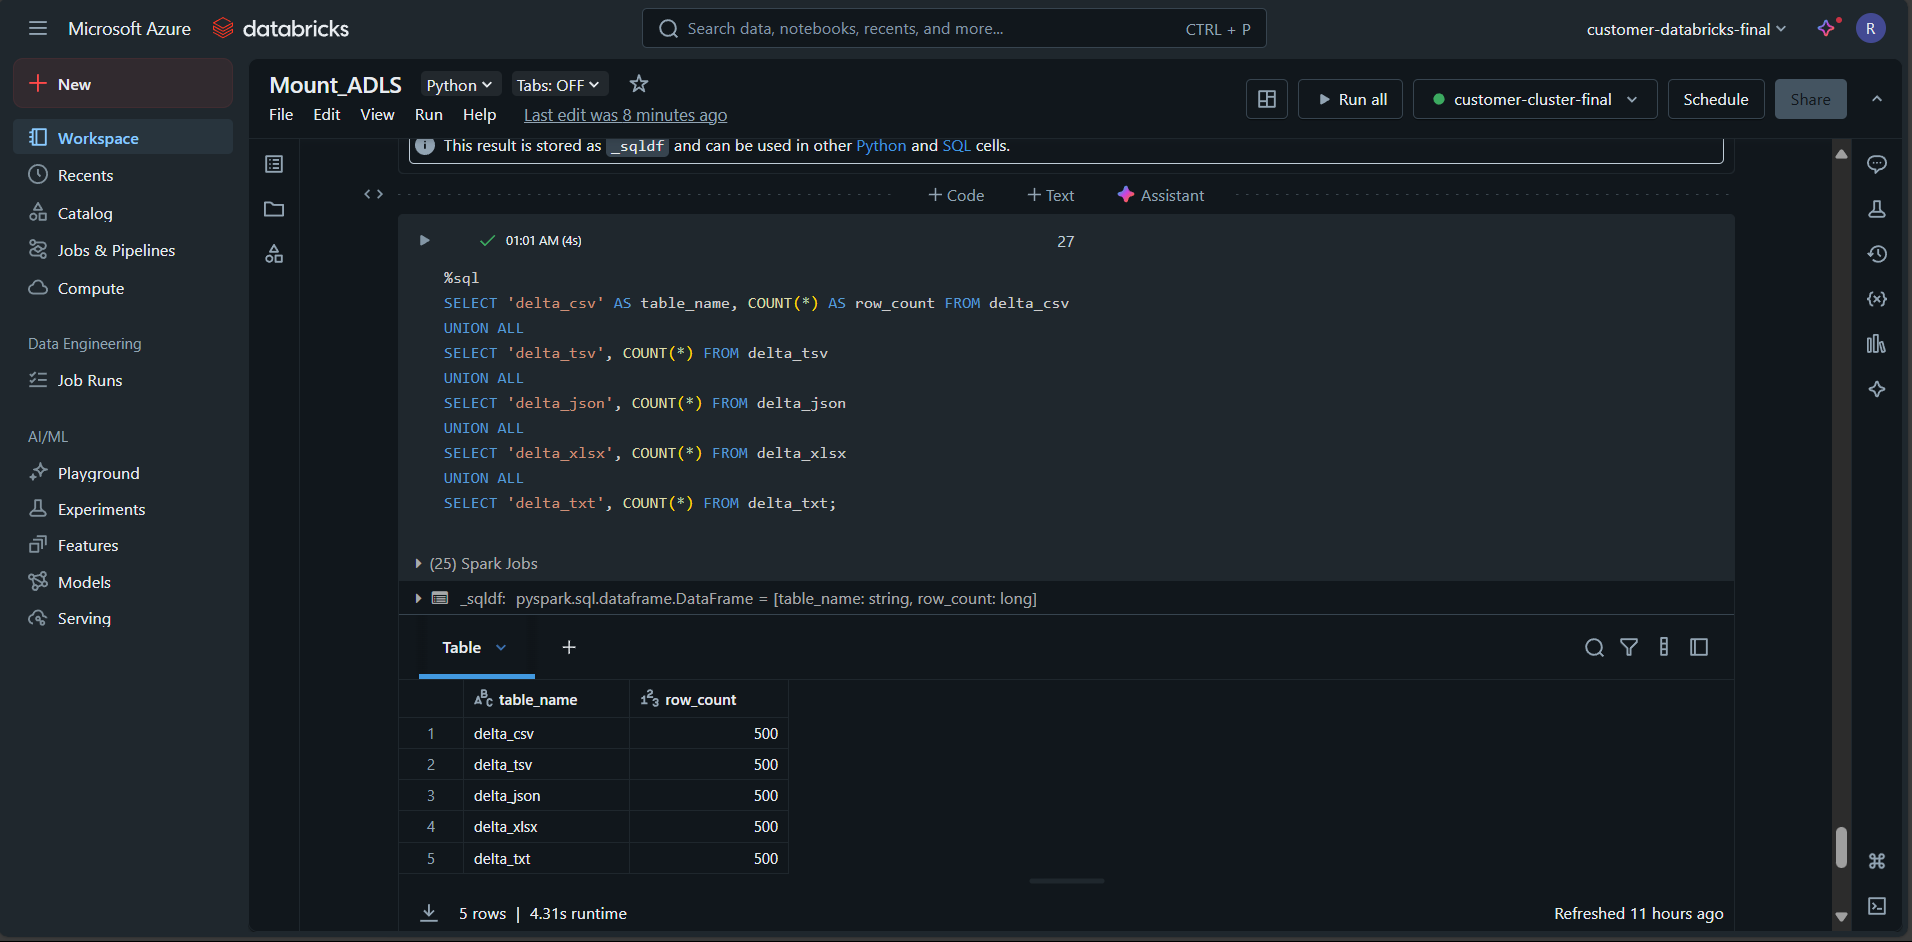 Microsoft Azure databricks
Search data, notebooks, recents, and more... CTRL + P
customer-databricks-final
R
New
Workspace
Recents
Catalog
Jobs & Pipelines
Compute
Data Engineering
Job Runs
AI/ML
Playground
Experiments
Features
Models
Serving
Mount_ADLS Python Tabs: OFF
File Edit View Run Help Last edit was 8 minutes ago
Run all customer-cluster-final Schedule Share
This result is stored as _sqldf and can be used in other Python and SQL cells.
Code Text Assistant
01:01 AM (4s) 27
%sql
SELECT 'delta_csv' AS table_name, COUNT(*) AS row_count FROM delta_csv
UNION ALL
SELECT 'delta_tsv', COUNT(*) FROM delta_tsv
UNION ALL
SELECT 'delta_json', COUNT(*) FROM delta_json
UNION ALL
SELECT 'delta_xlsx', COUNT(*) FROM delta_xlsx
UNION ALL
SELECT 'delta_txt', COUNT(*) FROM delta_txt;
(25) Spark Jobs
_sqldf: pyspark.sql.dataframe.DataFrame = [table_name: string, row_count: long]
Table +
table_name row_count
1 delta_csv 500
2 delta_tsv 500
3 delta_json 500
4 delta_xlsx 500
5 delta_txt 500
5 rows | 4.31s runtime
Refreshed 11 hours ago